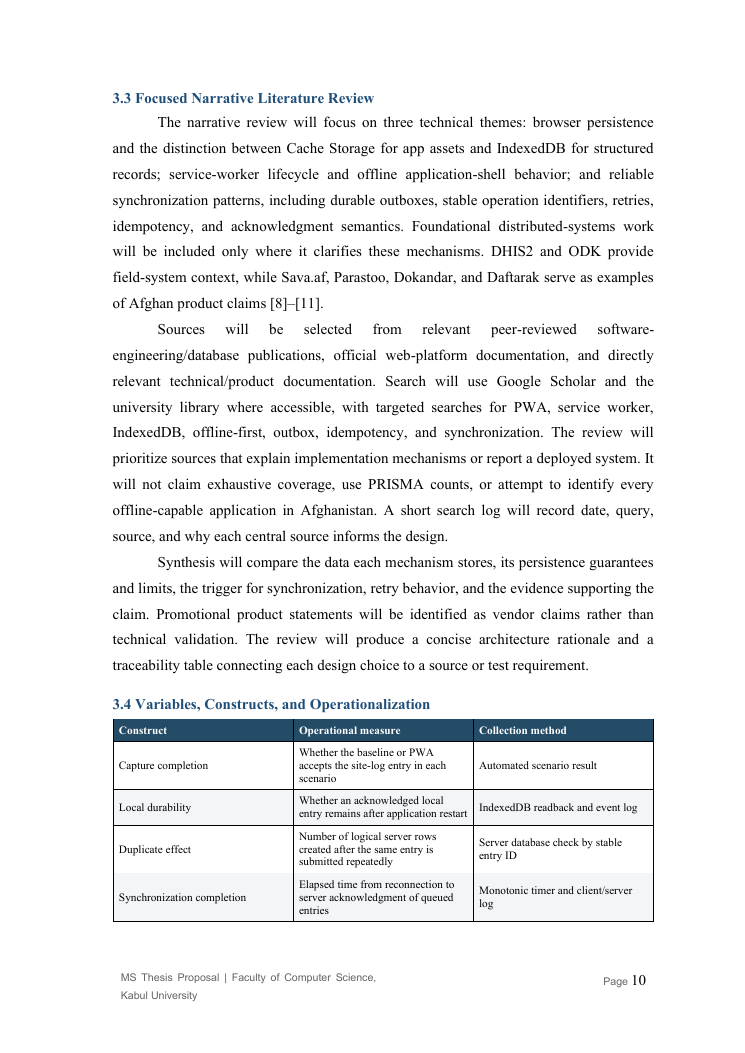 3.3 Focused Narrative Literature Review
The narrative review will focus on three technical themes: browser persistence
and the distinction between Cache Storage for app assets and IndexedDB for structured
records; service-worker lifecycle and offline application-shell behavior; and reliable
synchronization patterns, including durable outboxes, stable operation identifiers, retries,
idempotency, and acknowledgment semantics. Foundational distributed-systems work
will be included only where it clarifies these mechanisms. DHIS2 and ODK provide
field-system context, while Sava.af, Parastoo, Dokandar, and Daftarak serve as examples
of Afghan product claims [8]–[11].
Sources will be selected from relevant peer-reviewed software-
engineering/database publications, official web-platform documentation, and directly
relevant technical/product documentation. Search will use Google Scholar and the
university library where accessible, with targeted searches for PWA, service worker,
IndexedDB, offline-first, outbox, idempotency, and synchronization. The review will
prioritize sources that explain implementation mechanisms or report a deployed system. It
will not claim exhaustive coverage, use PRISMA counts, or attempt to identify every
offline-capable application in Afghanistan. A short search log will record date, query,
source, and why each central source informs the design.
Synthesis will compare the data each mechanism stores, its persistence guarantees
and limits, the trigger for synchronization, retry behavior, and the evidence supporting the
claim. Promotional product statements will be identified as vendor claims rather than
technical validation. The review will produce a concise architecture rationale and a
traceability table connecting each design choice to a source or test requirement.
3.4 Variables, Constructs, and Operationalization
Construct
Operational measure
Collection method
Capture completion
Whether the baseline or PWA
accepts the site-log entry in each
scenario
Automated scenario result
Local durability
Whether an acknowledged local
entry remains after application restart
IndexedDB readback and event log
Duplicate effect
Number of logical server rows
created after the same entry is
submitted repeatedly
Server database check by stable
entry ID
Synchronization completion
Elapsed time from reconnection to
server acknowledgment of queued
entries
Monotonic timer and client/server
log
MS Thesis Proposal | Faculty of Computer Science,
Kabul University
Page 10